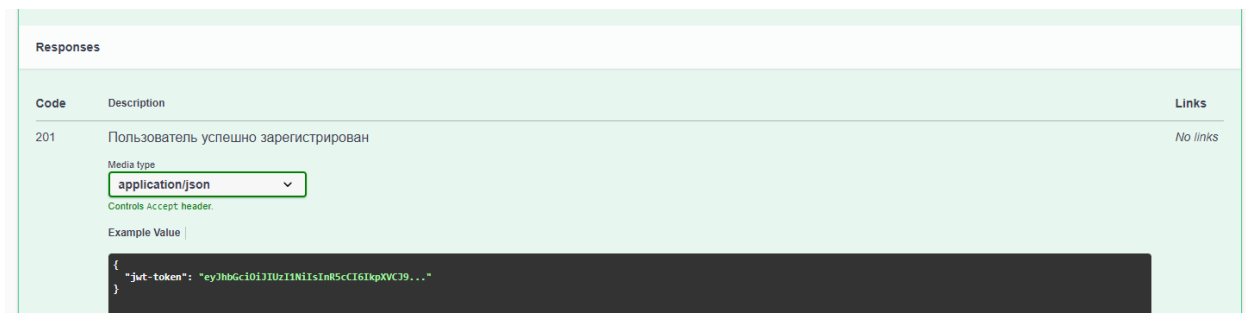 Responses
Code Description Links
201 Пользователь успешно зарегистрирован No links
Media type
application/json
Controls Accept header.
Example Value
{
"jwt-token": "eyJhbGciOiJIUzI1NiIsInR5cCI6IkpXVCJ9..."
}